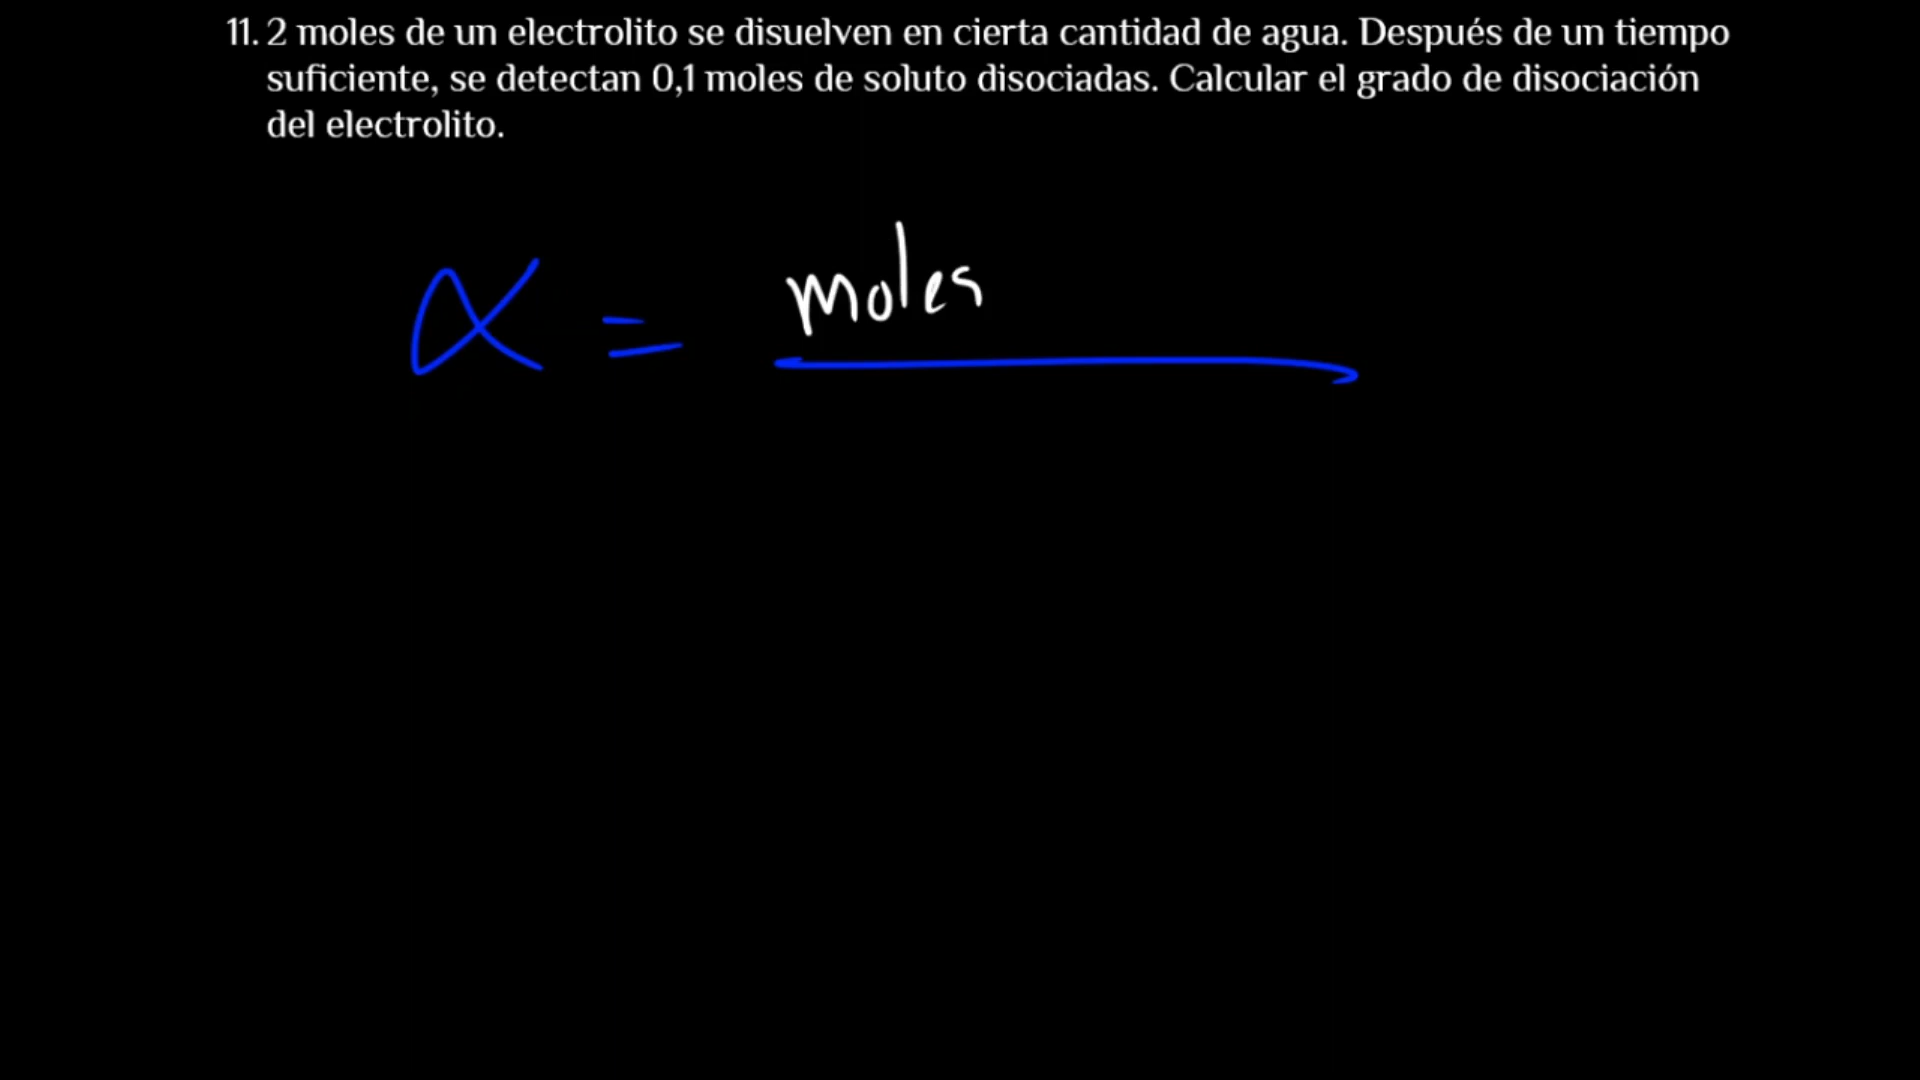 11. 2 moles de un electrolito se disuelven en cierta cantidad de agua. Después de un tiempo
suficiente, se detectan 0,1 moles de soluto disociadas. Calcular el grado de disociación
del electrolito.
α = moles